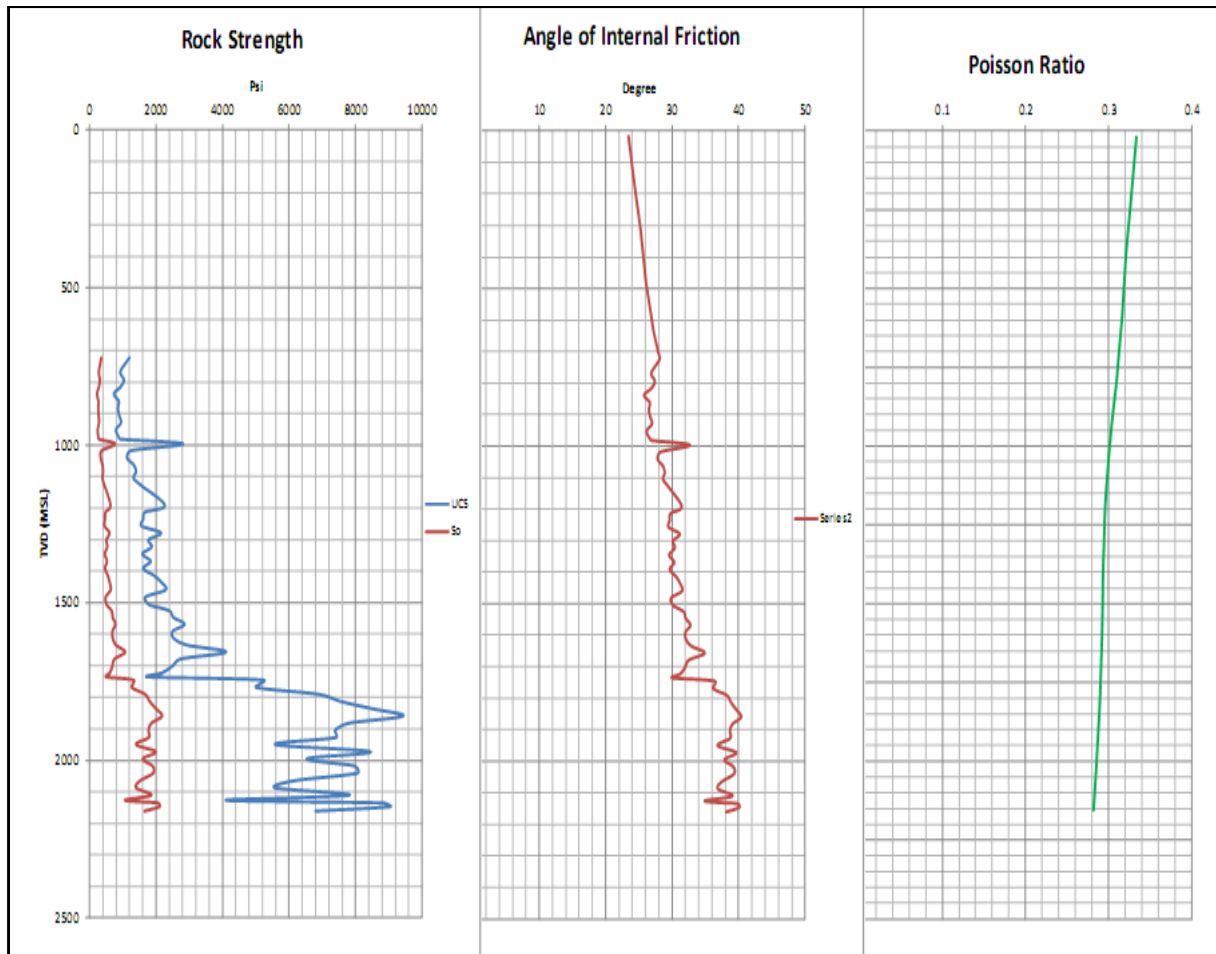 Rock Strength
Psi
0 2000 4000 6000 8000 10000
0
500
1000
1500
2000
2500
TVD (MSL)
UCS
So
Angle of Internal Friction
Degree
10 20 30 40 50
Series2
Poisson Ratio
0.1 0.2 0.3 0.4